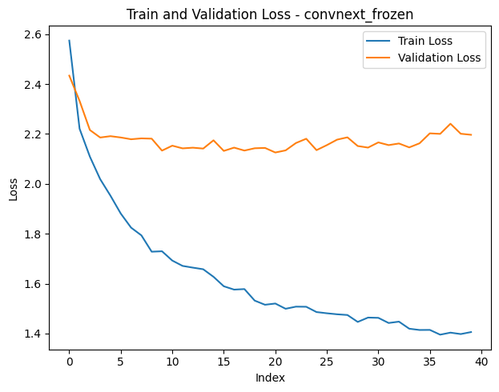 Train and Validation Loss - convnext_frozen
Train Loss
Validation Loss
Loss
2.6
2.4
2.2
2.0
1.8
1.6
1.4
0 5 10 15 20 25 30 35 40
Index